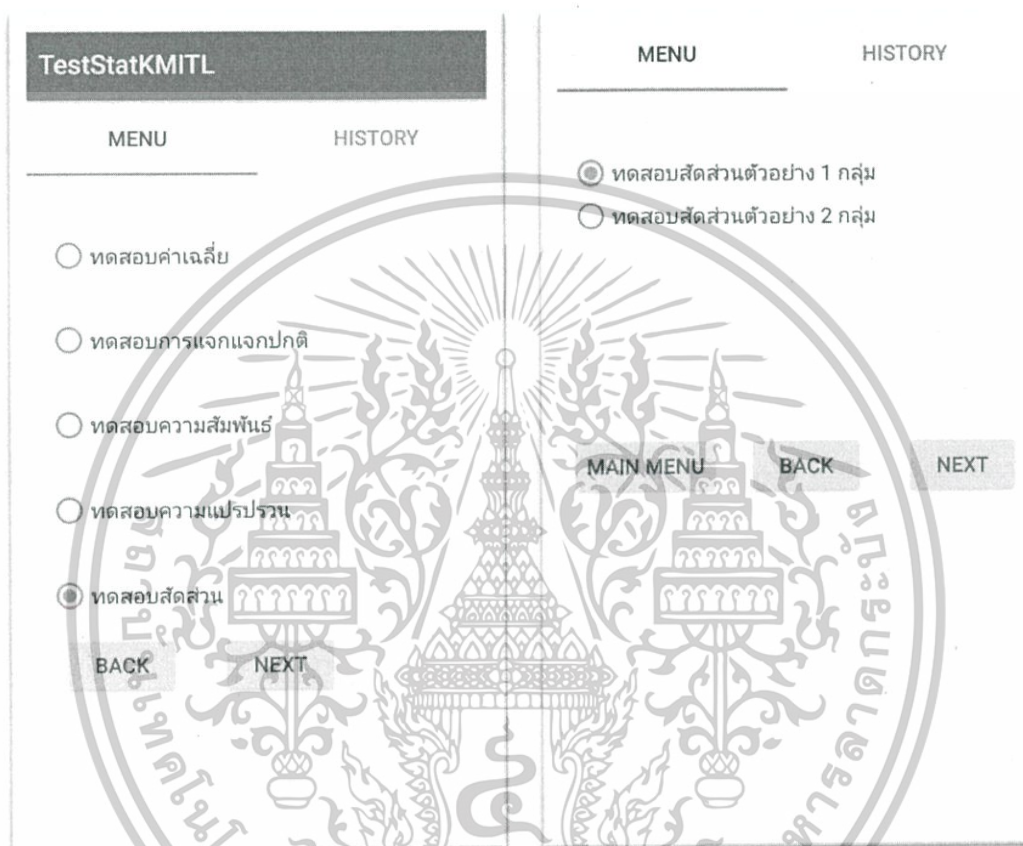 TestStatKMITL
MENU HISTORY
ทดสอบค่าเฉลี่ย
ทดสอบการแจกแจกปกติ
ทดสอบความสัมพันธ์
ทดสอบความแปรปรวน
ทดสอบสัดส่วน
BACK NEXT
MENU HISTORY
ทดสอบสัดส่วนตัวอย่าง 1 กลุ่ม
ทดสอบสัดส่วนตัวอย่าง 2 กลุ่ม
MAIN MENU BACK NEXT